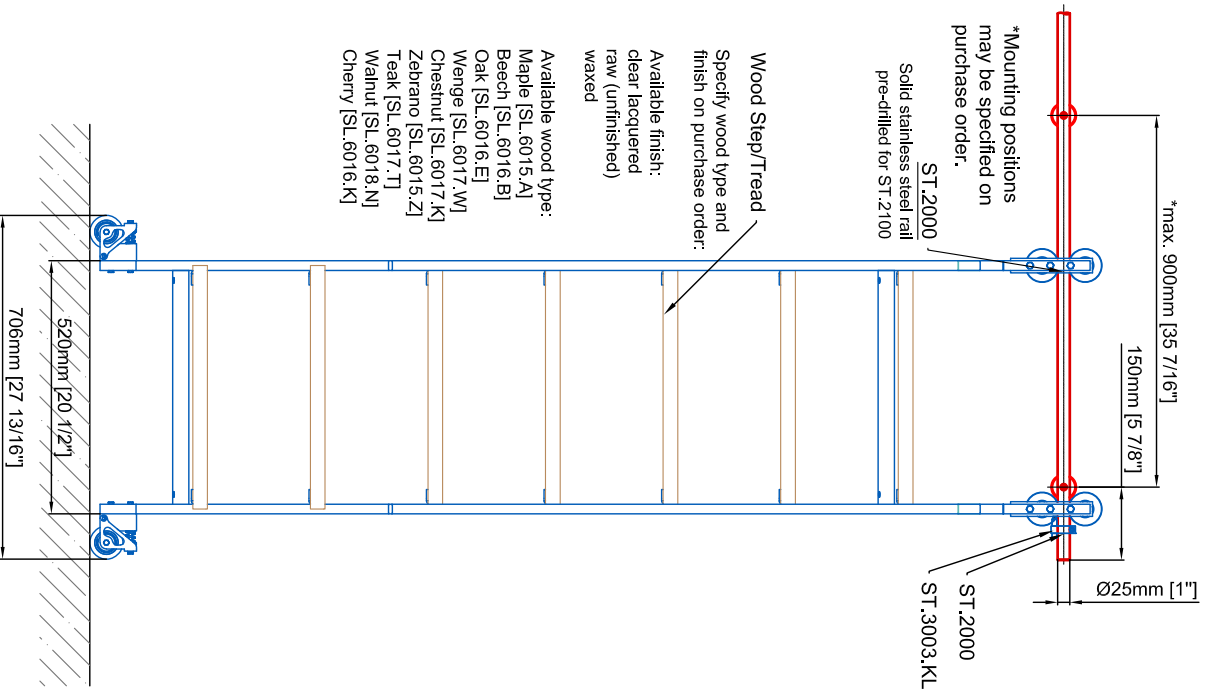 *Mounting positions
may be specified on
purchase order.
*max. 900mm [35 7/16"]
150mm [5 7/8"]
Ø25mm [1"]
ST.2000
Solid stainless steel rail
pre-drilled for ST.2100
ST.2000
ST.3003.KL
Wood Step/Tread
Specify wood type and
finish on purchase order:
Available finish:
clear lacquered
raw (unfinished)
waxed
Available wood type:
Maple [SL.6015.A]
Beech [SL.6016.B]
Oak [SL.6016.E]
Wenge [SL.6017.W]
Chestnut [SL.6017.K]
Zebrano [SL.6015.Z]
Teak [SL.6017.T]
Walnut [SL.6018.N]
Cherry [SL.6016.K]
520mm [20 1/2"]
706mm [27 13/16"]